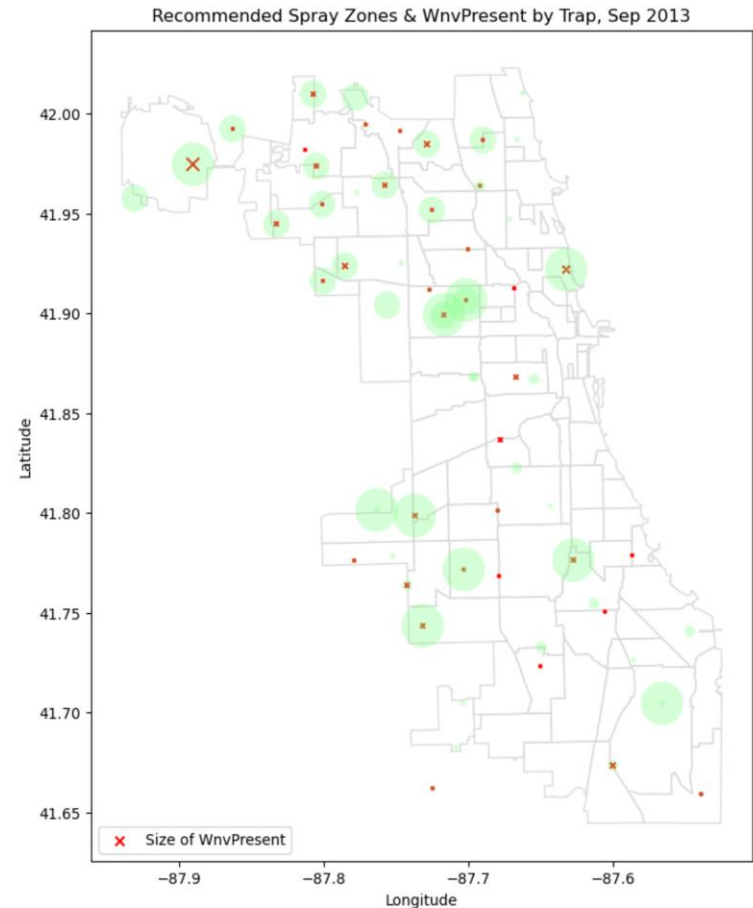 Recommended Spray Zones & WnvPresent by Trap, Sep 2013
42.00
41.95
41.90
41.85
41.80
41.75
41.70
41.65
Latitude
Size of WnvPresent
−87.9 −87.8 −87.7 −87.6
Longitude